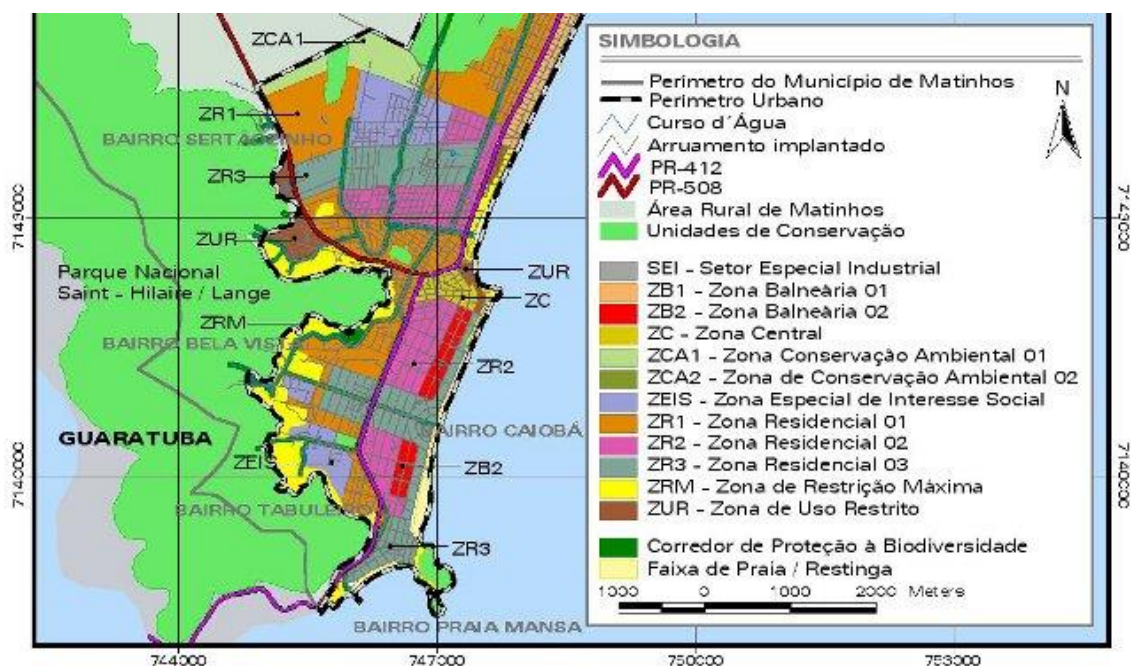 ZCA1
ZR1
BAIRRO SERTÃOZINHO
ZR3
ZUR
Parque Nacional
Saint - Hilaire / Lange
ZUR
ZC
ZRM
BAIRRO BELA VISTA
ZR2
GUARATUBA
AIRRO CAIOBÁ
ZEIS
ZB2
BAIRRO TABULEIRO
ZR3
BAIRRO PRAIA MANSA
7143000
7140000
SIMBOLOGIA
Perímetro do Município de Matinhos
Perímetro Urbano
Curso d´Água
Arruamento implantado
PR-412
PR-508
Área Rural de Matinhos
Unidades de Conservação
SEI - Setor Especial Industrial
ZB1 - Zona Balneária 01
ZB2 - Zona Balneária 02
ZC - Zona Central
ZCA1 - Zona Conservação Ambiental 01
ZCA2 - Zona de Conservação Ambiental 02
ZEIS - Zona Especial de Interesse Social
ZR1 - Zona Residencial 01
ZR2 - Zona Residencial 02
ZR3 - Zona Residencial 03
ZRM - Zona de Restrição Máxima
ZUR - Zona de Uso Restrito
Corredor de Proteção à Biodiversidade
Faixa de Praia / Restinga
1000 0 1000 2000 Meters
N
7143000
7140000
744000 747000 750000 753000